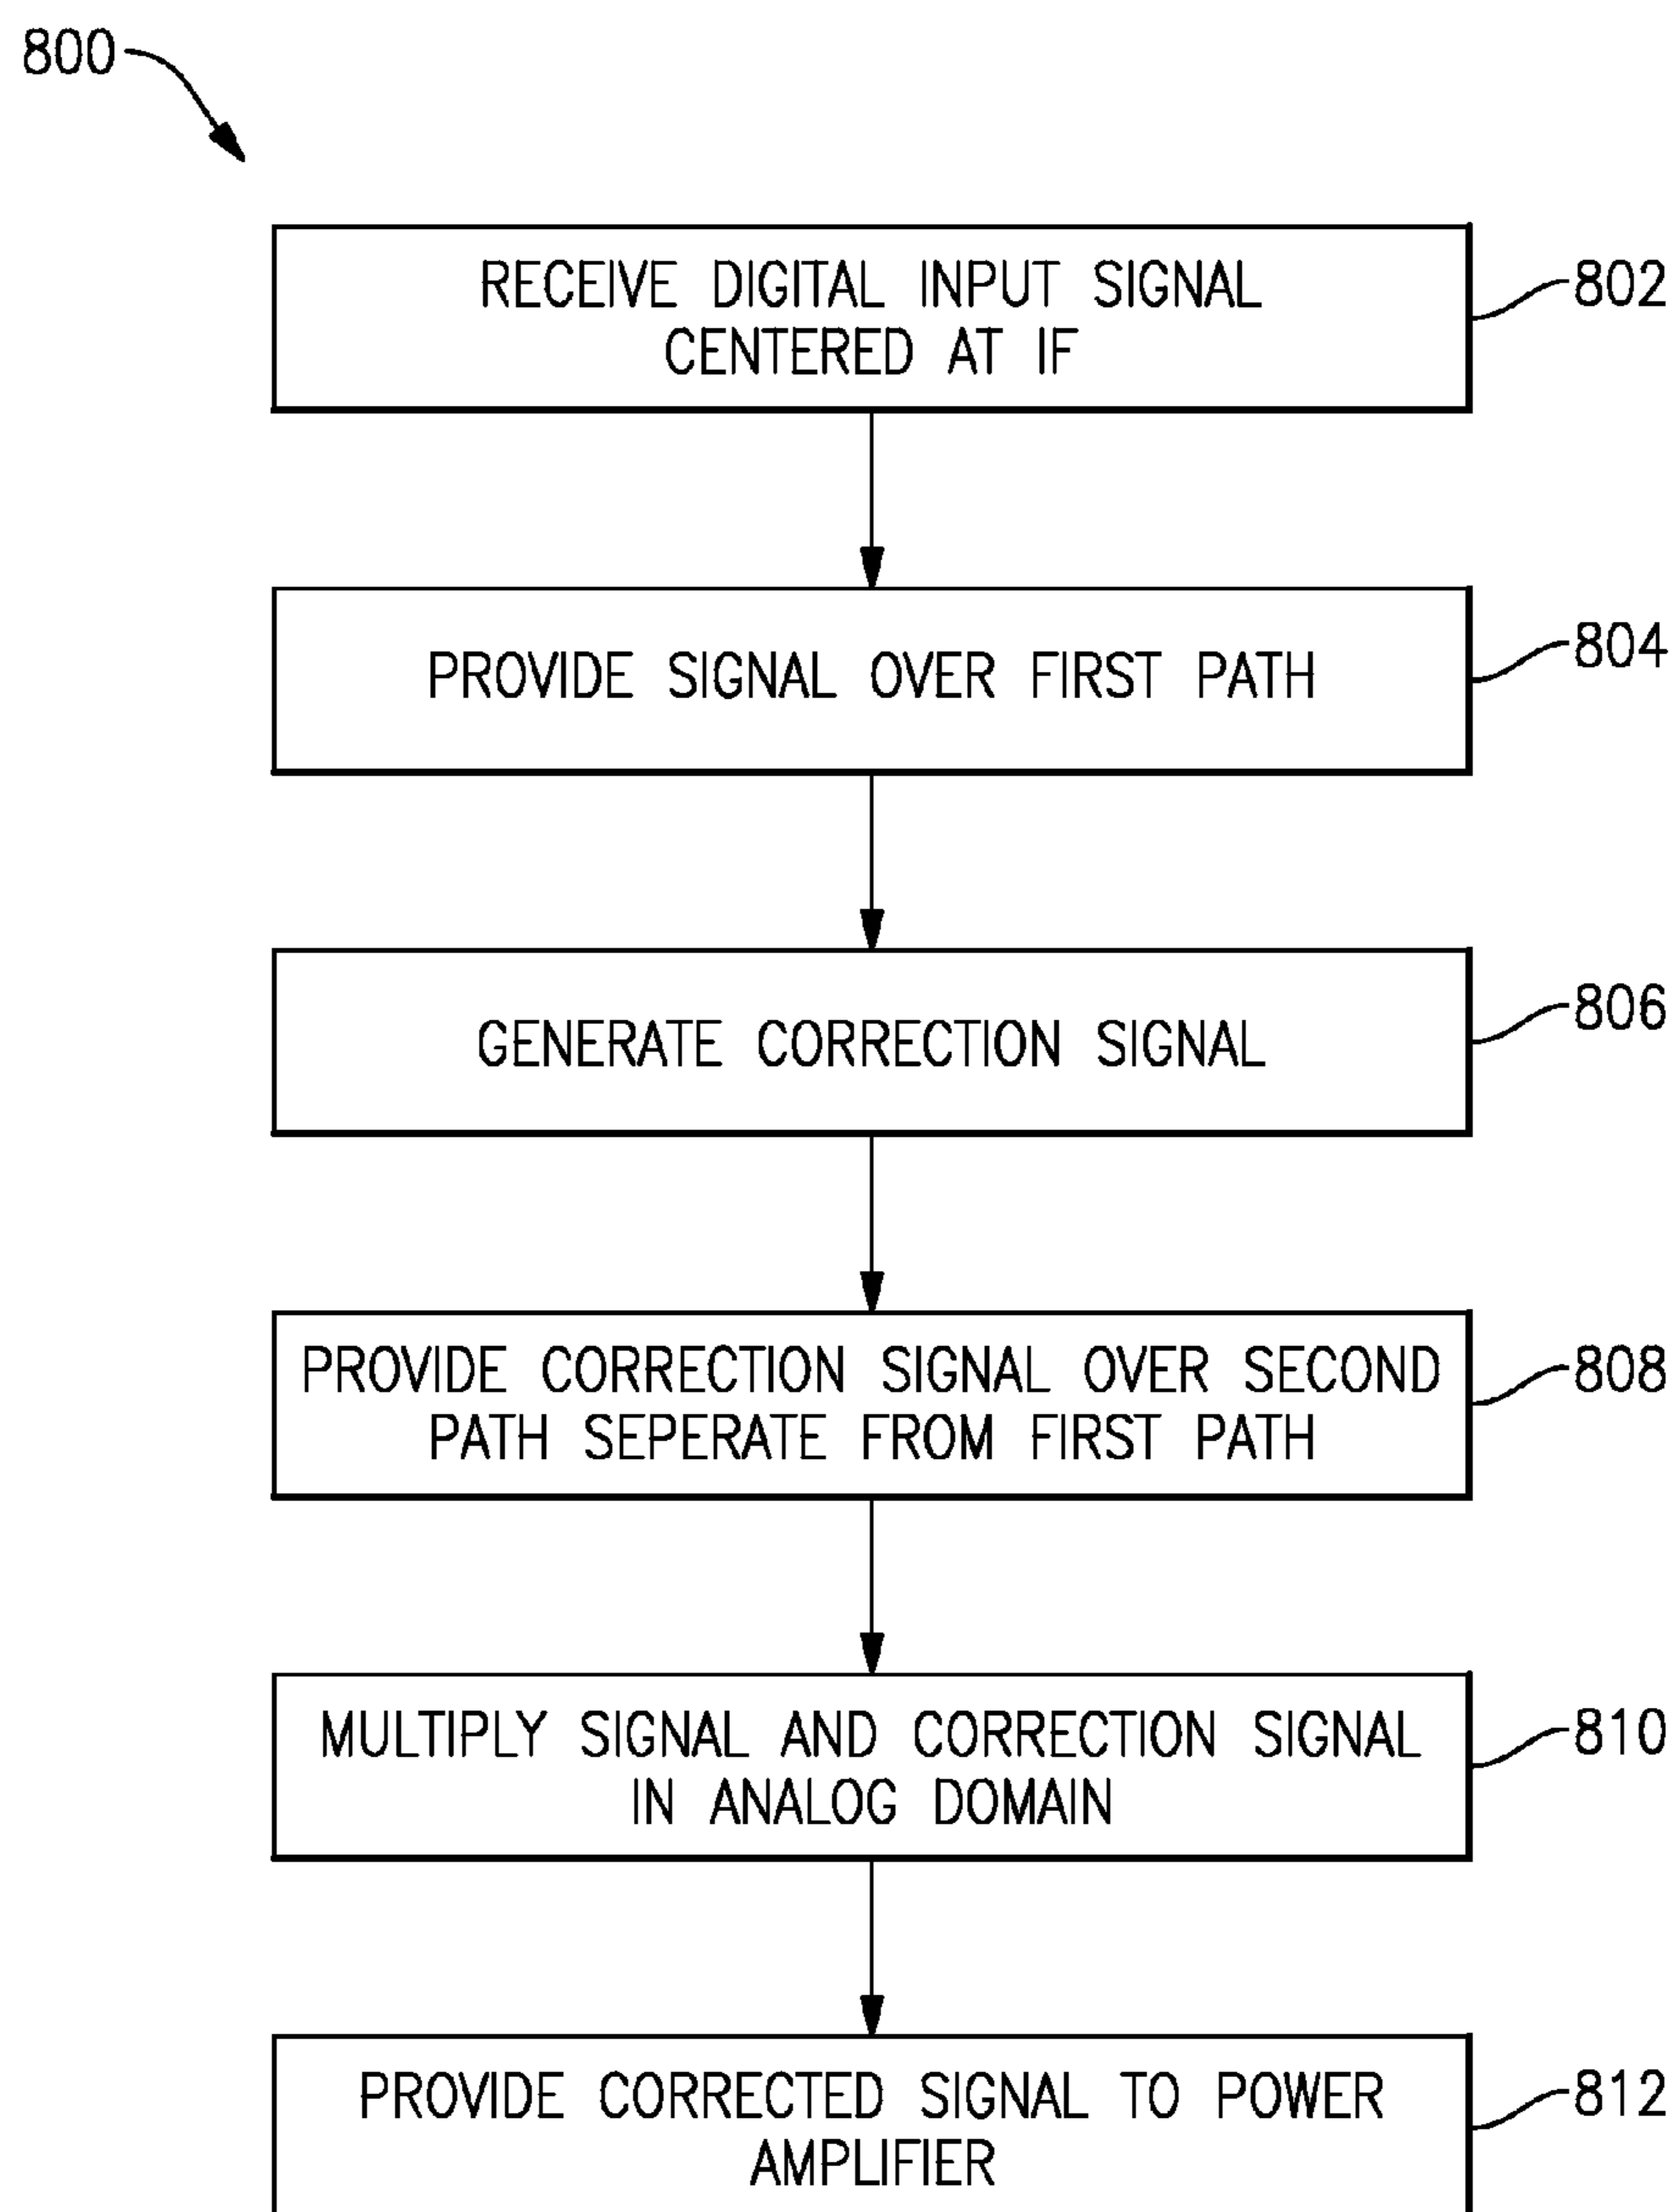 800
RECEIVE DIGITAL INPUT SIGNAL
CENTERED AT IF
802
PROVIDE SIGNAL OVER FIRST PATH
804
GENERATE CORRECTION SIGNAL
806
PROVIDE CORRECTION SIGNAL OVER SECOND
PATH SEPERATE FROM FIRST PATH
808
MULTIPLY SIGNAL AND CORRECTION SIGNAL
IN ANALOG DOMAIN
810
PROVIDE CORRECTED SIGNAL TO POWER
AMPLIFIER
812